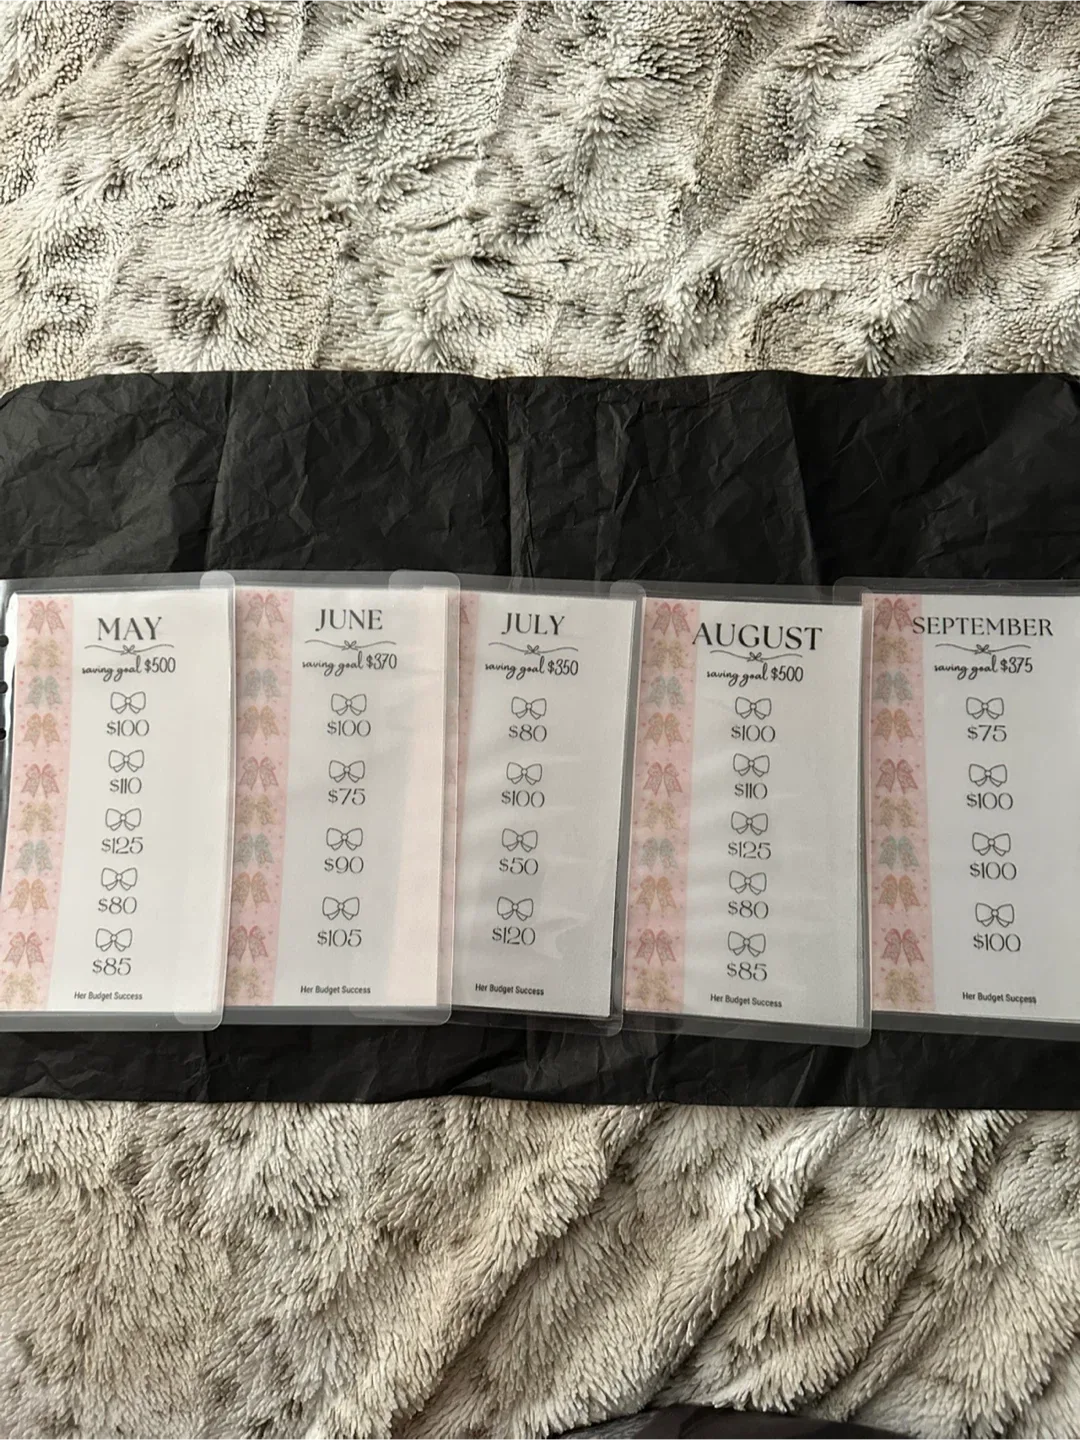 MAY
saving goal $500
$100
$110
$125
$80
$85
Her Budget Success
JUNE
saving goal $370
$100
$75
$90
$105
Her Budget Success
JULY
saving goal $350
$80
$100
$50
$120
Her Budget Success
AUGUST
saving goal $500
$100
$110
$125
$80
$85
Her Budget Success
SEPTEMBER
saving goal $375
$75
$100
$100
$100
Her Budget Success